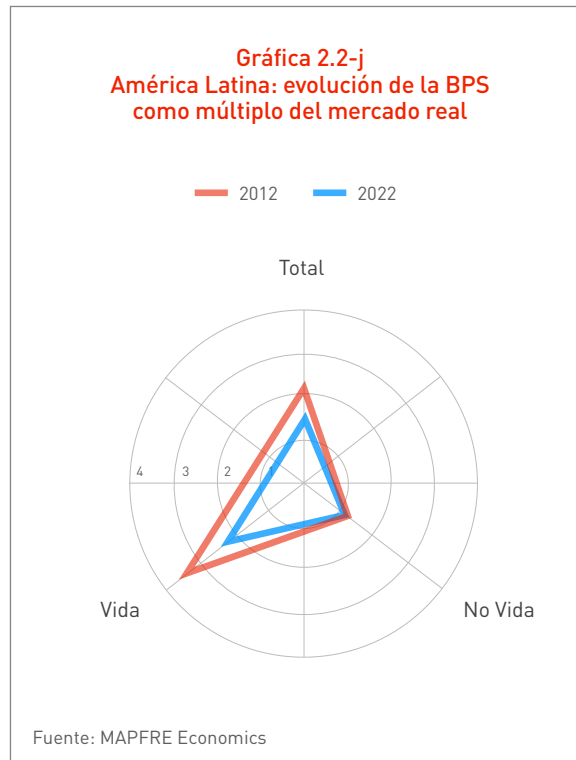 Gráfica 2.2-j
América Latina: evolución de la BPS
como múltiplo del mercado real
2012 2022
Total
4 3 2 1
Vida No Vida
Fuente: MAPFRE Economics